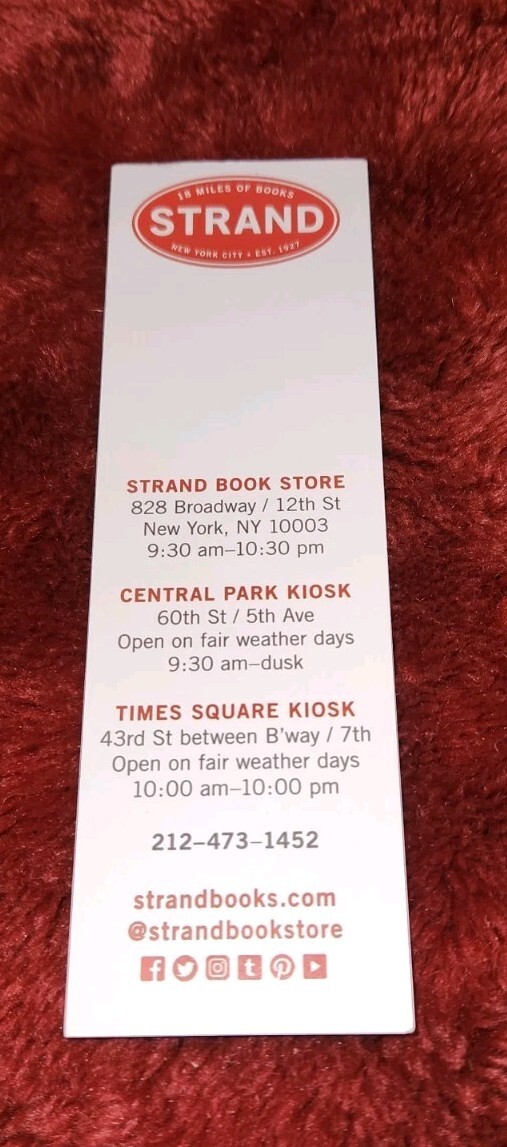 18 MILES OF BOOKS
STRAND
NEW YORK CITY • EST. 1927
STRAND BOOK STORE
828 Broadway / 12th St
New York, NY 10003
9:30 am–10:30 pm
CENTRAL PARK KIOSK
60th St / 5th Ave
Open on fair weather days
9:30 am–dusk
TIMES SQUARE KIOSK
43rd St between B'way / 7th
Open on fair weather days
10:00 am–10:00 pm
212–473–1452
strandbooks.com
@strandbookstore